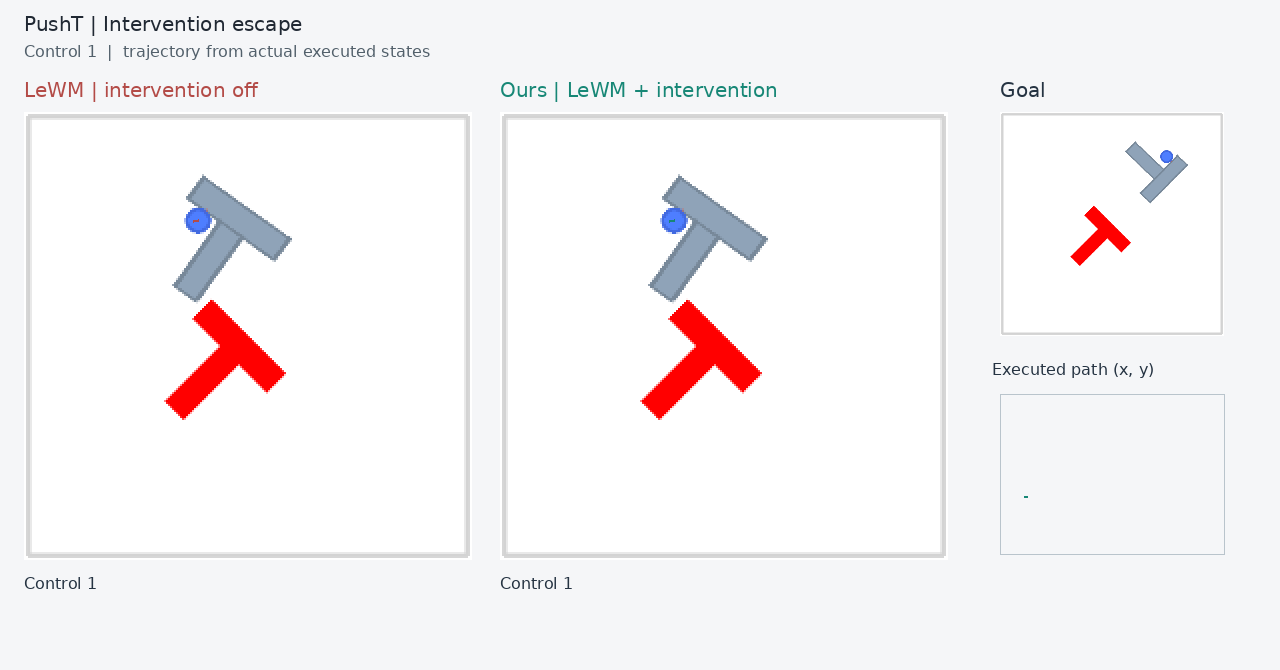 PushT | Intervention escape
Control 1 | trajectory from actual executed states
LeWM | intervention off
Ours | LeWM + intervention
Goal
Executed path (x, y)
Control 1
Control 1